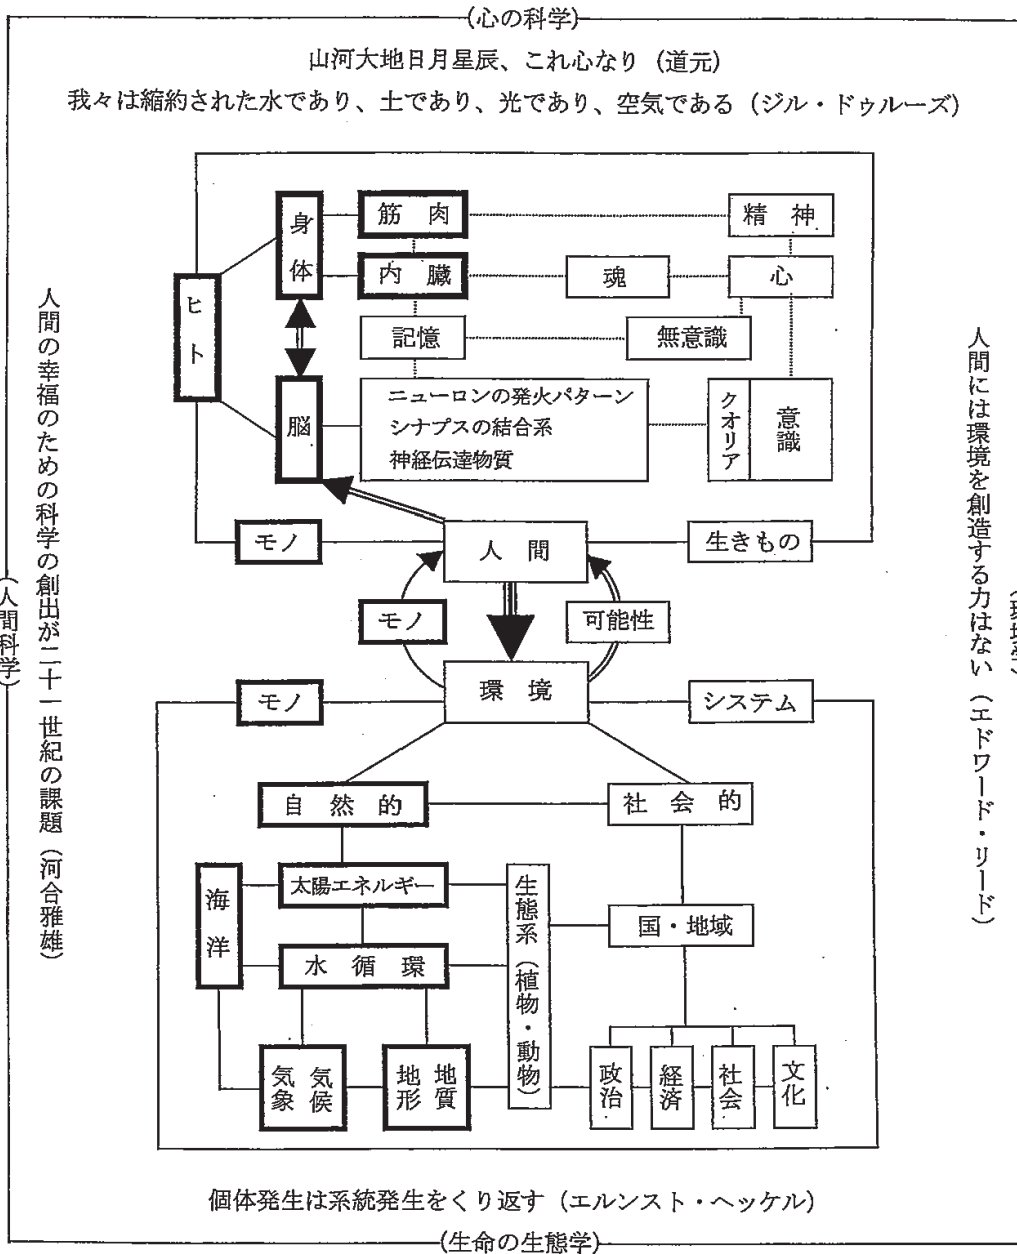 (心の科学)
山河大地日月星辰、これ心なり (道元)
我々は縮約された水であり、土であり、光であり、空気である (ジル・ドゥルーズ)
人間の幸福のための科学の創出が二十一世紀の課題 (河合雅雄)
(人間科学)
ヒト
身体
筋肉
精神
内臓
魂
心
記憶
無意識
脳
ニューロンの発火パターン
シナプスの結合系
神経伝達物質
クオリア
意識
モノ
人間
生きもの
モノ
可能性
モノ
環境
システム
自然的
社会的
海洋
太陽エネルギー
生態系 (植物・動物)
国・地域
水循環
気象
気候
地形
地質
政治
経済
社会
文化
人間には環境を創造する力はない (エドワード・リード)
個体発生は系統発生をくり返す (エルンスト・ヘッケル)
(生命の生態学)